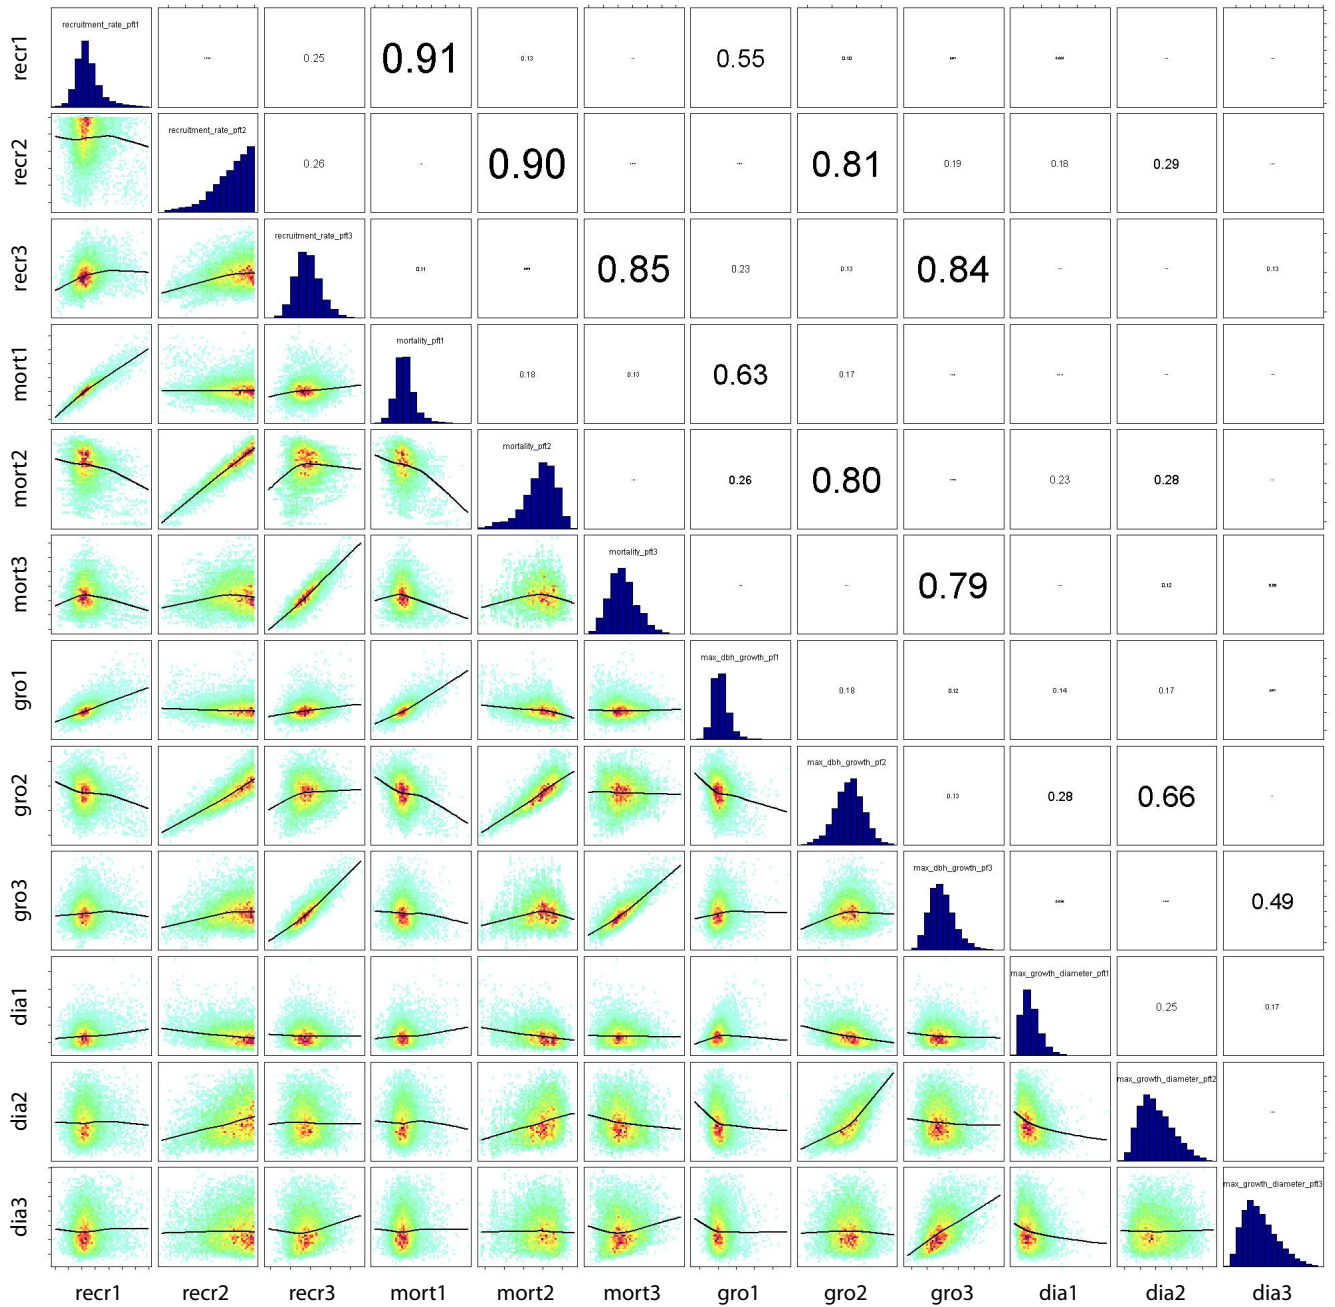 recr1 recruitment_rate_pft1 0.25 0.91 0.13 0.55 0.10
recr2 recruitment_rate_pft2 0.26 0.90 0.81 0.19 0.18 0.29
recr3 recruitment_rate_pft3 0.11 0.85 0.23 0.13 0.84 0.13
mort1 mortality_pft1 0.18 0.13 0.63 0.17
mort2 mortality_pft2 0.26 0.80 0.23 0.28
mort3 mortality_pft3 0.79 0.12
gro1 max_dbh_growth_pf1 0.18 0.12 0.14 0.17
gro2 max_dbh_growth_pf2 0.13 0.28 0.66
gro3 max_dbh_growth_pf3 0.49
dia1 max_growth_diameter_pft1 0.25 0.17
dia2 max_growth_diameter_pft2
dia3 max_growth_diameter_pft3
recr1 recr2 recr3 mort1 mort2 mort3 gro1 gro2 gro3 dia1 dia2 dia3